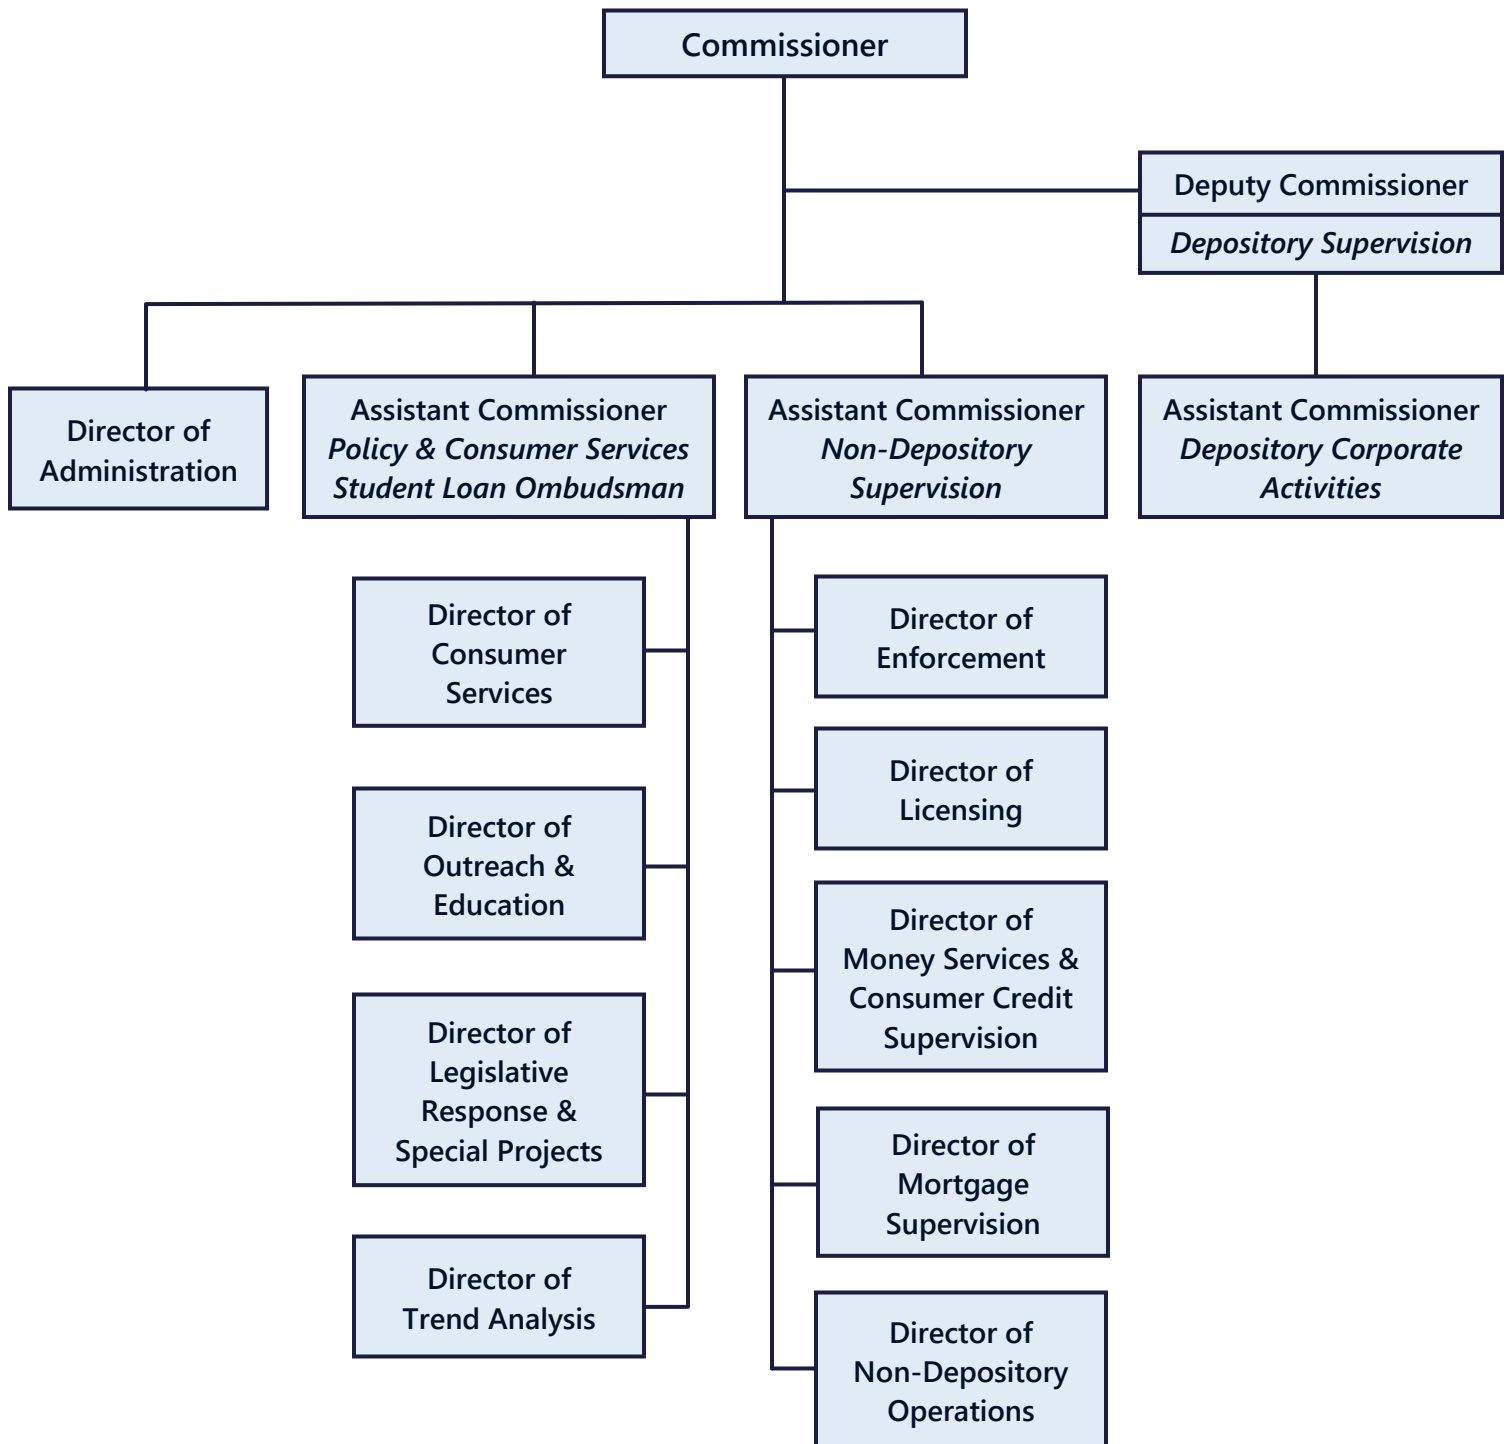 Commissioner
Deputy Commissioner
Depository Supervision
Director of
Administration
Assistant Commissioner
Policy & Consumer Services
Student Loan Ombudsman
Assistant Commissioner
Non-Depository
Supervision
Assistant Commissioner
Depository Corporate
Activities
Director of
Consumer
Services
Director of
Outreach &
Education
Director of
Legislative
Response &
Special Projects
Director of
Trend Analysis
Director of
Enforcement
Director of
Licensing
Director of
Money Services &
Consumer Credit
Supervision
Director of
Mortgage
Supervision
Director of
Non-Depository
Operations